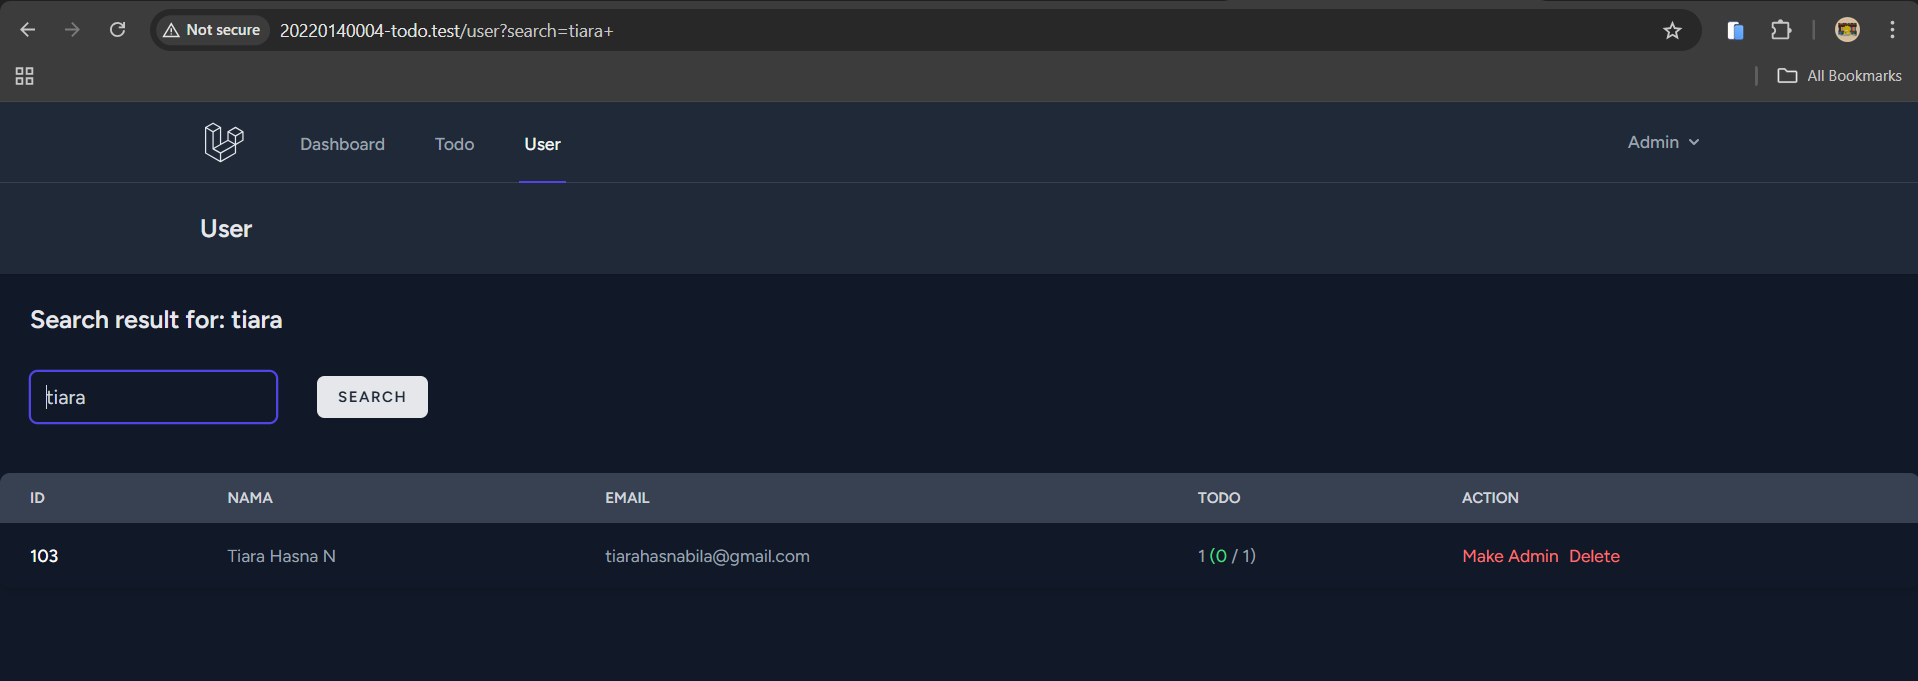 Not secure 20220140004-todo.test/user?search=tiara+
All Bookmarks
Dashboard Todo User Admin
User
Search result for: tiara
tiara SEARCH
ID NAMA EMAIL TODO ACTION
103 Tiara Hasna N tiarahasnabila@gmail.com 1 (0 / 1) Make Admin Delete